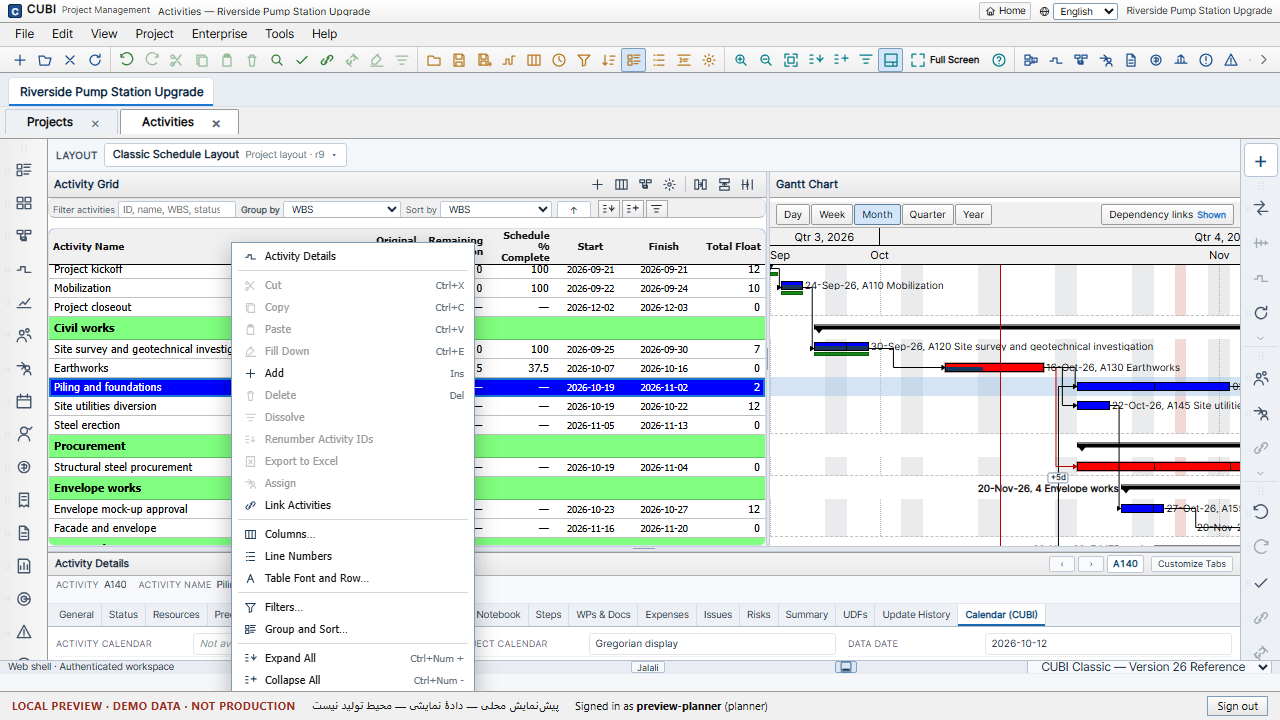 CUBI Project Management Activities — Riverside Pump Station Upgrade Home English Riverside Pump Station Upgrade
File Edit View Project Enterprise Tools Help
Full Screen
Riverside Pump Station Upgrade
Projects Activities
LAYOUT Classic Schedule Layout Project layout · r9
Activity Grid
Filter activities ID, name, WBS, status Group by WBS Sort by WBS
Gantt Chart
Day Week Month Quarter Year Dependency links Shown
Qtr 3, 2026 Qtr 4, 20
Sep Oct Nov
Activity Name Original Remaining Schedule % Complete Start Finish Total Float
Project kickoff 0 100 2026-09-21 2026-09-21 12
Mobilization 0 100 2026-09-22 2026-09-24 10
Project closeout — — 2026-12-02 2026-12-03 0
Civil works
Site survey and geotechnical investig 0 100 2026-09-25 2026-09-30 7
Earthworks 5 37.5 2026-10-07 2026-10-16 0
Piling and foundations — — 2026-10-19 2026-11-02 2
Site utilities diversion — — 2026-10-19 2026-10-22 12
Steel erection — — 2026-11-05 2026-11-13 0
Procurement
Structural steel procurement — — 2026-10-19 2026-11-04 0
Envelope works
Envelope mock-up approval — — 2026-10-23 2026-10-27 12
Facade and envelope — — 2026-11-16 2026-11-20 0
Activity Details
Cut Ctrl+X
Copy Ctrl+C
Paste Ctrl+V
Fill Down Ctrl+E
Add Ins
Delete Del
Dissolve
Renumber Activity IDs
Export to Excel
Assign
Link Activities
Columns...
Line Numbers
Table Font and Row...
Filters...
Group and Sort...
Expand All Ctrl+Num +
Collapse All Ctrl+Num -
24-Sep-26, A110 Mobilization
30-Sep-26, A120 Site survey and geotechnical investigation
16-Oct-26, A130 Earthworks
22-Oct-26, A145 Site utilitie
+5d
20-Nov-26, 4 Envelope works
27-Oct-26, A15
20-Nov-2
Activity Details A140 Customize Tabs
ACTIVITY A140 ACTIVITY NAME Pilin
General Status Resources Pre Notebook Steps WPs & Docs Expenses Issues Risks Summary UDFs Update History Calendar (CUBI)
ACTIVITY CALENDAR Not av ECT CALENDAR Gregorian display DATA DATE 2026-10-12
Web shell · Authenticated workspace Jalali CUBI Classic — Version 26 Reference
LOCAL PREVIEW · DEMO DATA · NOT PRODUCTION پیش‌نمایش محلی — دادهٔ نمایشی — محیط تولید نیست Signed in as preview-planner (planner) Sign out